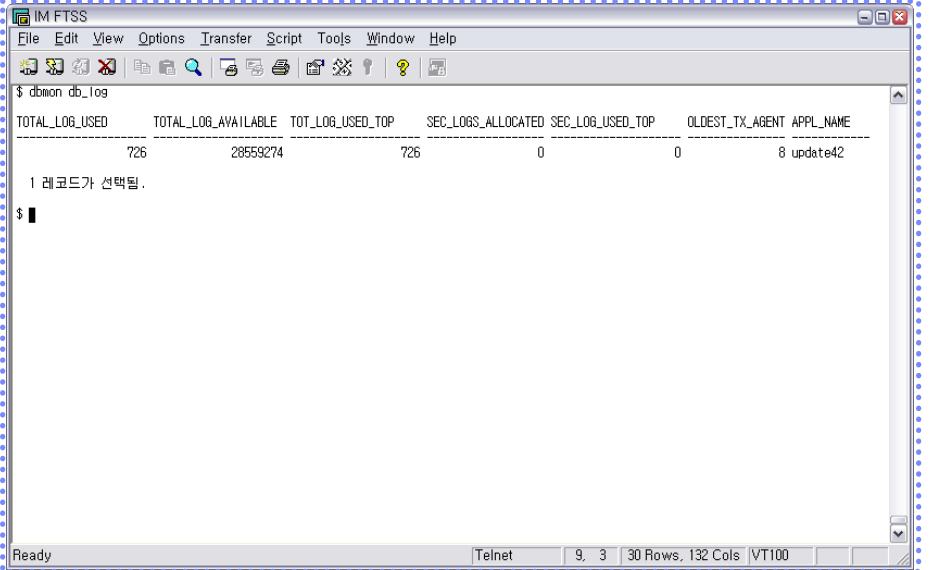 IM FTSS
File Edit View Options Transfer Script Tools Window Help
$ dbmon db_log
TOTAL_LOG_USED TOTAL_LOG_AVAILABLE TOT_LOG_USED_TOP SEC_LOGS_ALLOCATED SEC_LOG_USED_TOP OLDEST_TX_AGENT APPL_NAME
-------------------- -------------------- -------------------- -------------------- -------------------- -------------------- ------------
726 28559274 726 0 0 8 update42
1 레코드가 선택됨.
$
Ready Telnet 9, 3 30 Rows, 132 Cols VT100